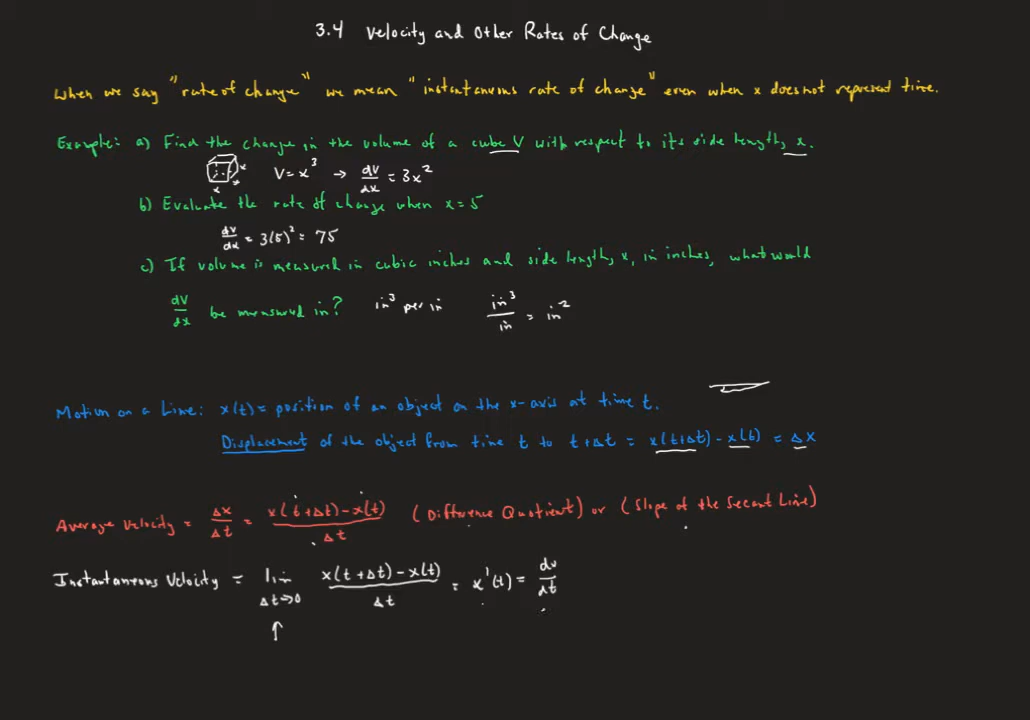 3.4 Velocity and Other Rates of Change
When we say "rate of change" we mean "instantaneous rate of change" even when x does not represent time.
Example: a) Find the change in the volume of a cube V with respect to its side length, x.
x x x V = x³ → dV/dx = 3x²
b) Evaluate the rate of change when x = 5
dV/dx = 3(5)² = 75
c) If volume is measured in cubic inches and side length, x, in inches, what would
dV/dx be measured in? in³ per in in³/in = in²
Motion on a Line: x(t) = position of an object on the x-axis at time t.
Displacement of the object from time t to t+Δt = x(t+Δt) - x(t) = Δx
Average Velocity = Δx/Δt = x(t+Δt) - x(t)/Δt (Difference Quotient) or (Slope of the Secant Line)
Instantaneous Velocity = lim Δt→0 x(t+Δt) - x(t)/Δt = x'(t) = dv/dt